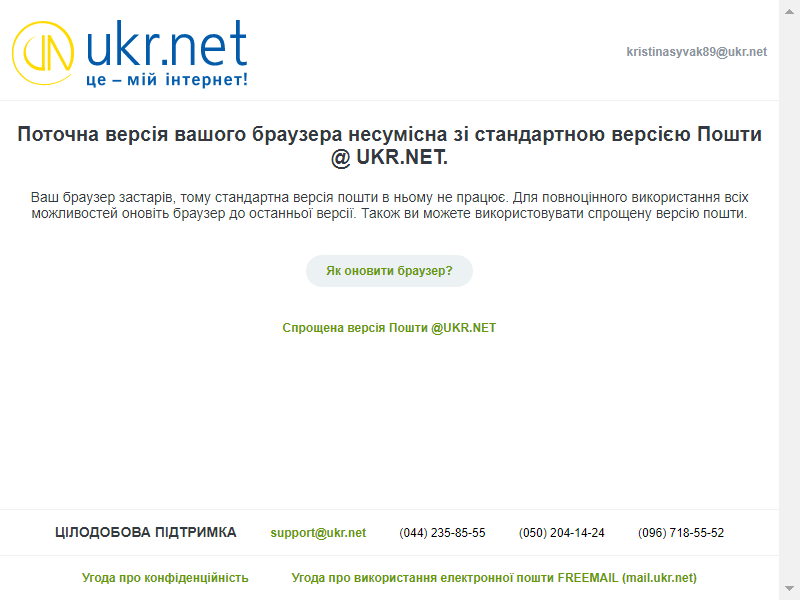 ukr.net
це – мій інтернет!
kristinasyvak89@ukr.net
Поточна версія вашого браузера несумісна зі стандартною версією Пошти
@ UKR.NET.
Ваш браузер застарів, тому стандартна версія пошти в ньому не працює. Для повноцінного використання всіх
можливостей оновіть браузер до останньої версії. Також ви можете використовувати спрощену версію пошти.
Як оновити браузер?
Спрощена версія Пошти @UKR.NET
ЦІЛОДОБОВА ПІДТРИМКА support@ukr.net (044) 235-85-55 (050) 204-14-24 (096) 718-55-52
Угода про конфіденційність Угода про використання електронної пошти FREEMAIL (mail.ukr.net)